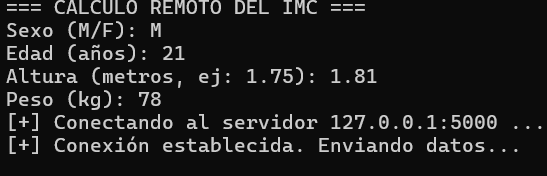 === CALCULO REMOTO DEL IMC ===
Sexo (M/F): M
Edad (años): 21
Altura (metros, ej: 1.75): 1.81
Peso (kg): 78
[+] Conectando al servidor 127.0.0.1:5000 ...
[+] Conexión establecida. Enviando datos...